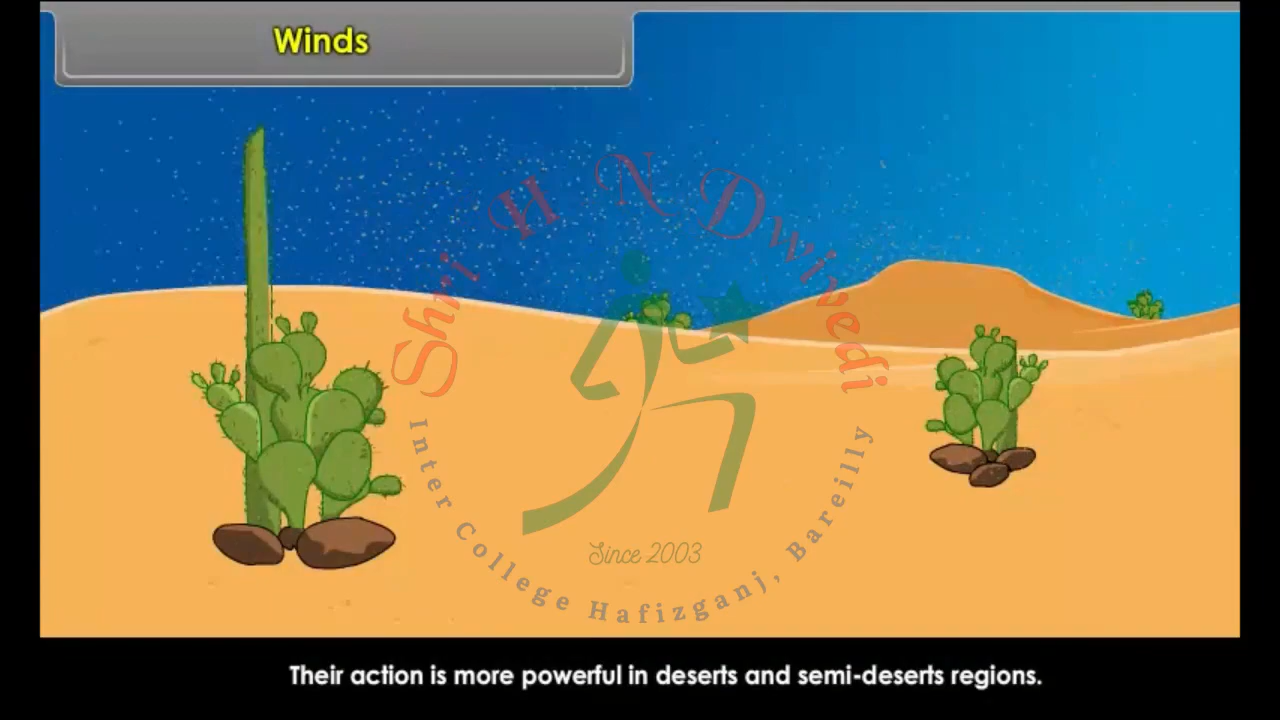 Winds
Shri H N Dwivedi
Since 2003
Inter College Hafizganj, Bareilly
Their action is more powerful in deserts and semi-deserts regions.